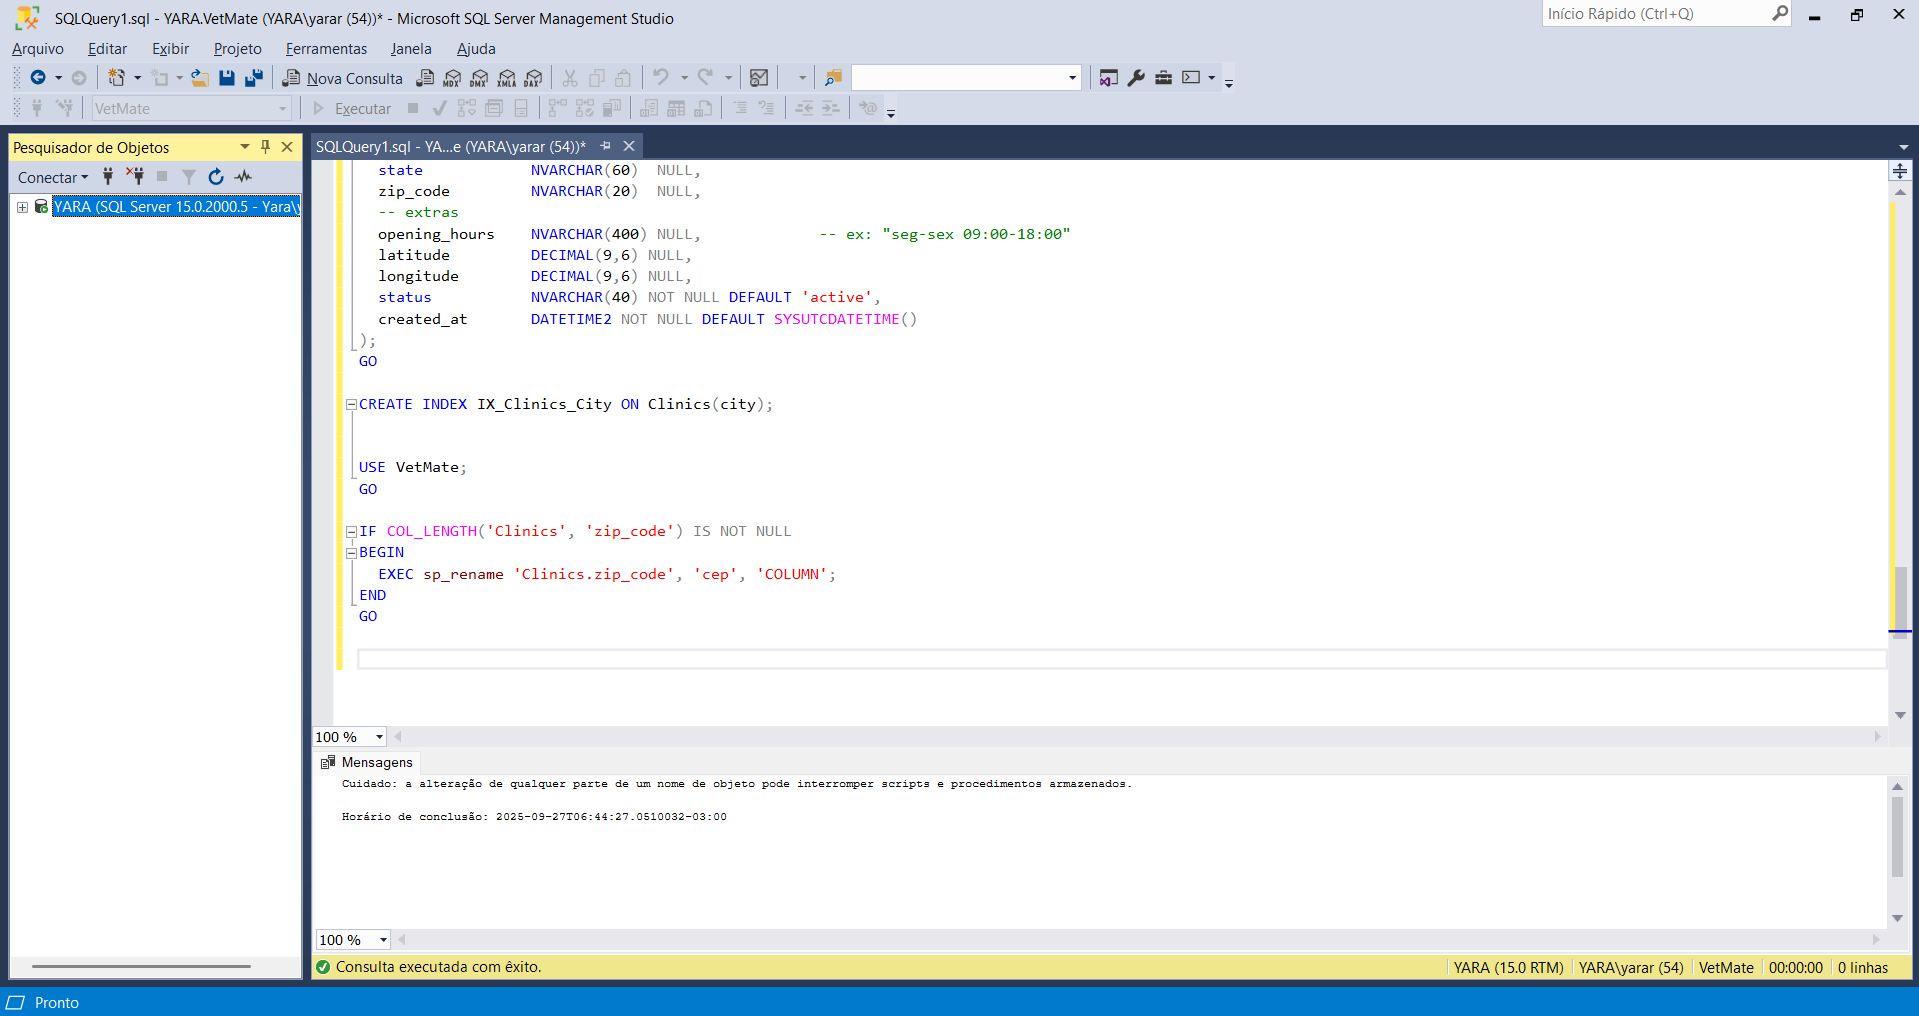 SQLQuery1.sql - YARA.VetMate (YARA\yarar (54))* - Microsoft SQL Server Management Studio
Início Rápido (Ctrl+Q)
Arquivo Editar Exibir Projeto Ferramentas Janela Ajuda
Nova Consulta MDX DMX XMLA DAX
VetMate Executar
Pesquisador de Objetos
Conectar
YARA (SQL Server 15.0.2000.5 - Yara\y
SQLQuery1.sql - YA...e (YARA\yarar (54))*
state NVARCHAR(60) NULL,
zip_code NVARCHAR(20) NULL,
-- extras
opening_hours NVARCHAR(400) NULL, -- ex: "seg-sex 09:00-18:00"
latitude DECIMAL(9,6) NULL,
longitude DECIMAL(9,6) NULL,
status NVARCHAR(40) NOT NULL DEFAULT 'active',
created_at DATETIME2 NOT NULL DEFAULT SYSUTCDATETIME()
);
GO
CREATE INDEX IX_Clinics_City ON Clinics(city);
USE VetMate;
GO
IF COL_LENGTH('Clinics', 'zip_code') IS NOT NULL
BEGIN
EXEC sp_rename 'Clinics.zip_code', 'cep', 'COLUMN';
END
GO
100 %
Mensagens
Cuidado: a alteração de qualquer parte de um nome de objeto pode interromper scripts e procedimentos armazenados.
Horário de conclusão: 2025-09-27T06:44:27.0510032-03:00
100 %
Consulta executada com êxito. YARA (15.0 RTM) YARA\yarar (54) VetMate 00:00:00 0 linhas
Pronto